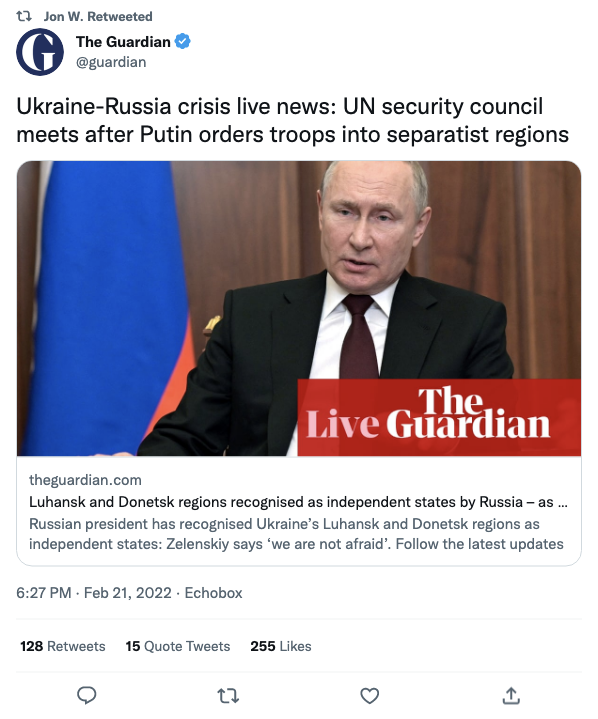 Jon W. Retweeted
The Guardian
@guardian
Ukraine-Russia crisis live news: UN security council
meets after Putin orders troops into separatist regions
The
Live Guardian
theguardian.com
Luhansk and Donetsk regions recognised as independent states by Russia – as ...
Russian president has recognised Ukraine’s Luhansk and Donetsk regions as
independent states: Zelenskiy says ‘we are not afraid’. Follow the latest updates
6:27 PM · Feb 21, 2022 · Echobox
128 Retweets 15 Quote Tweets 255 Likes